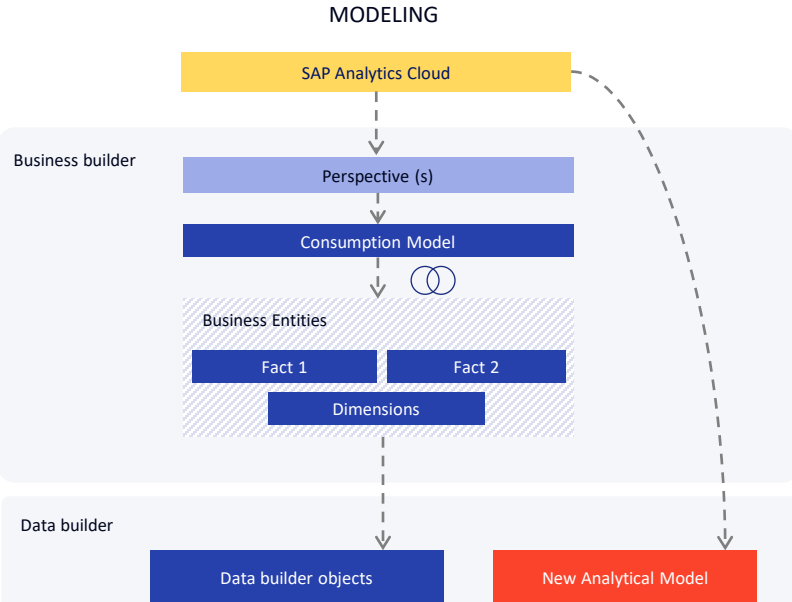 MODELING
SAP Analytics Cloud
Business builder
Perspective (s)
Consumption Model
Business Entities
Fact 1
Fact 2
Dimensions
Data builder
Data builder objects
New Analytical Model